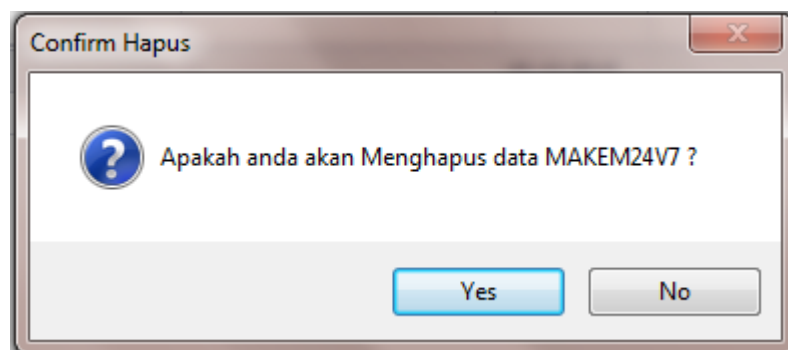 Confirm Hapus
Apakah anda akan Menghapus data MAKEM24V7 ?
Yes
No